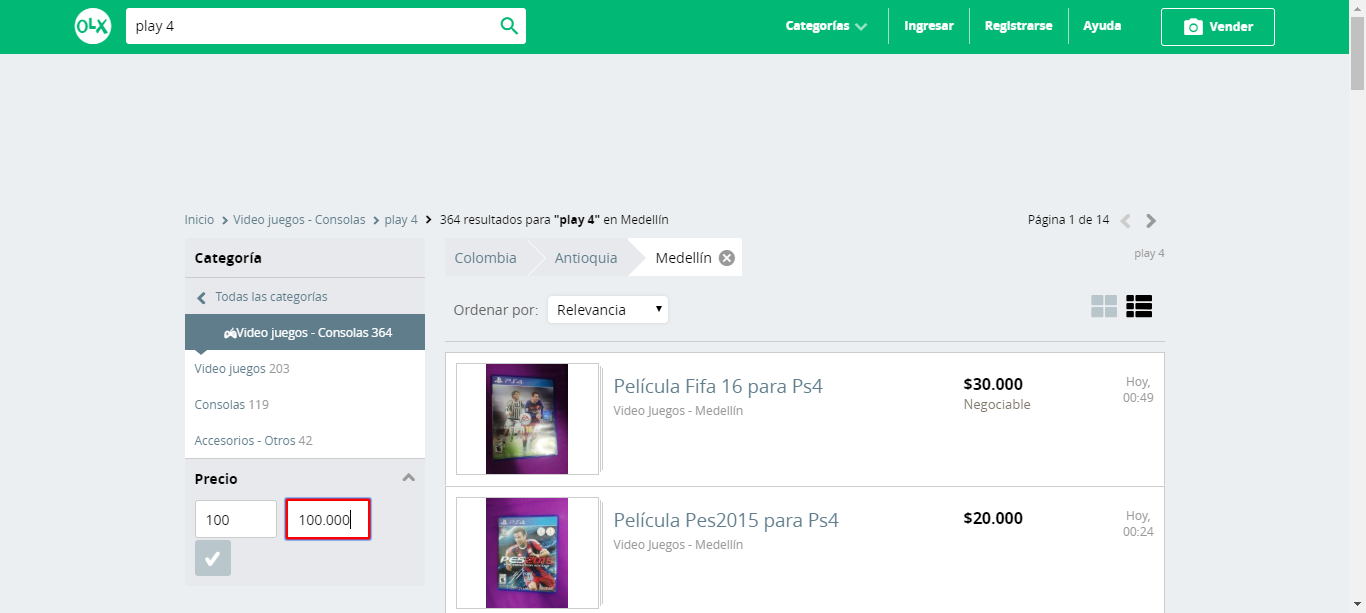 OLX
play 4
Categorías
Ingresar
Registrarse
Ayuda
Vender
Inicio
Video juegos - Consolas
play 4
364 resultados para "play 4" en Medellín
Página 1 de 14
play 4
Categoría
Todas las categorías
Video juegos - Consolas 364
Video juegos 203
Consolas 119
Accesorios - Otros 42
Precio
100
100.000
Colombia
Antioquia
Medellín
Ordenar por:
Relevancia
PS4
Película Fifa 16 para Ps4
Video Juegos - Medellín
$30.000
Negociable
Hoy,
00:49
PS4
PES2015
Película Pes2015 para Ps4
Video Juegos - Medellín
$20.000
Hoy,
00:24